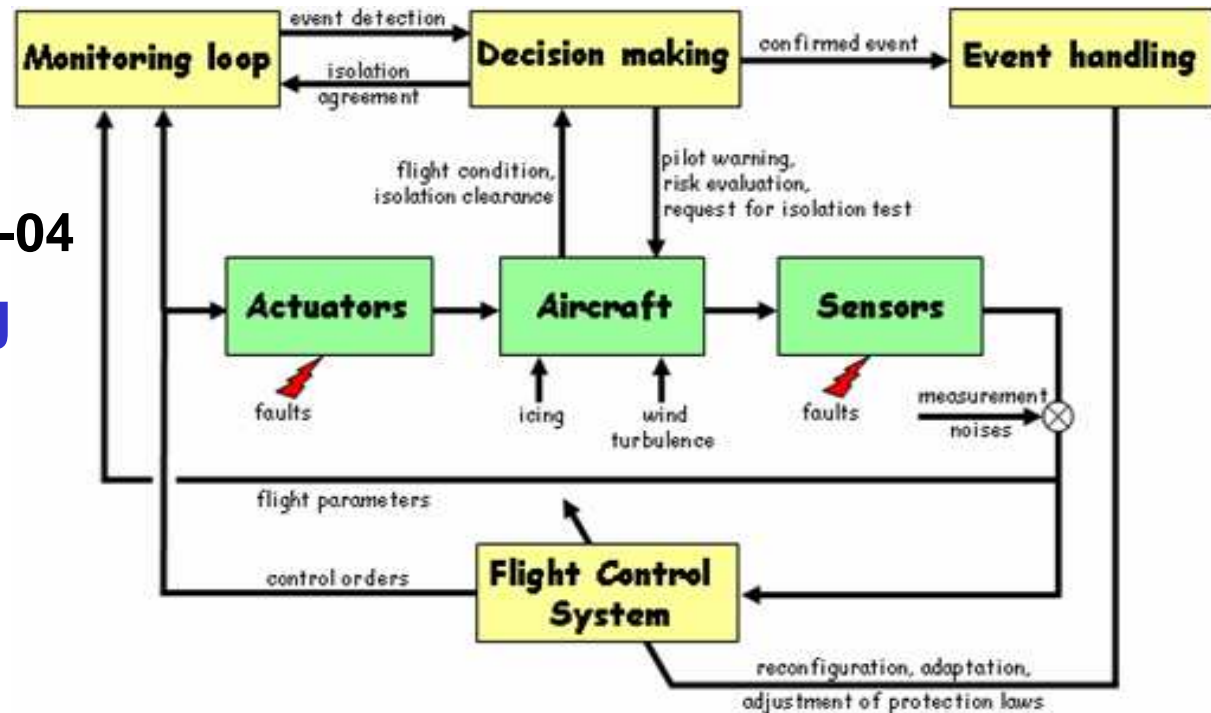 event detection
Monitoring loop
isolation
agreement
Decision making
confirmed event
Event handling
flight condition,
isolation clearance
pilot warning,
risk evaluation,
request for isolation test
-04
g
Actuators
Aircraft
Sensors
faults
icing
wind
turbulence
faults
measurement
noises
flight parameters
control orders
Flight Control
System
reconfiguration, adaptation,
adjustment of protection laws